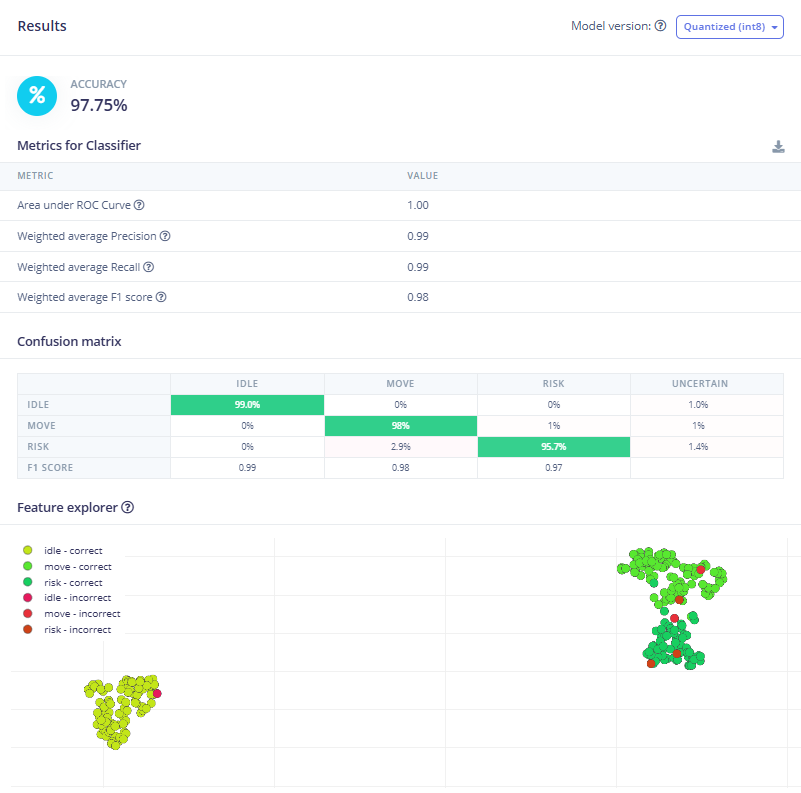 Results
Model version: Quantized (int8)
%
ACCURACY
97.75%
Metrics for Classifier
METRIC VALUE
Area under ROC Curve 1.00
Weighted average Precision 0.99
Weighted average Recall 0.99
Weighted average F1 score 0.98
Confusion matrix
IDLE MOVE RISK UNCERTAIN
IDLE 99.0% 0% 0% 1.0%
MOVE 0% 98% 1% 1%
RISK 0% 2.9% 95.7% 1.4%
F1 SCORE 0.99 0.98 0.97
Feature explorer
idle - correct
move - correct
risk - correct
idle - incorrect
move - incorrect
risk - incorrect